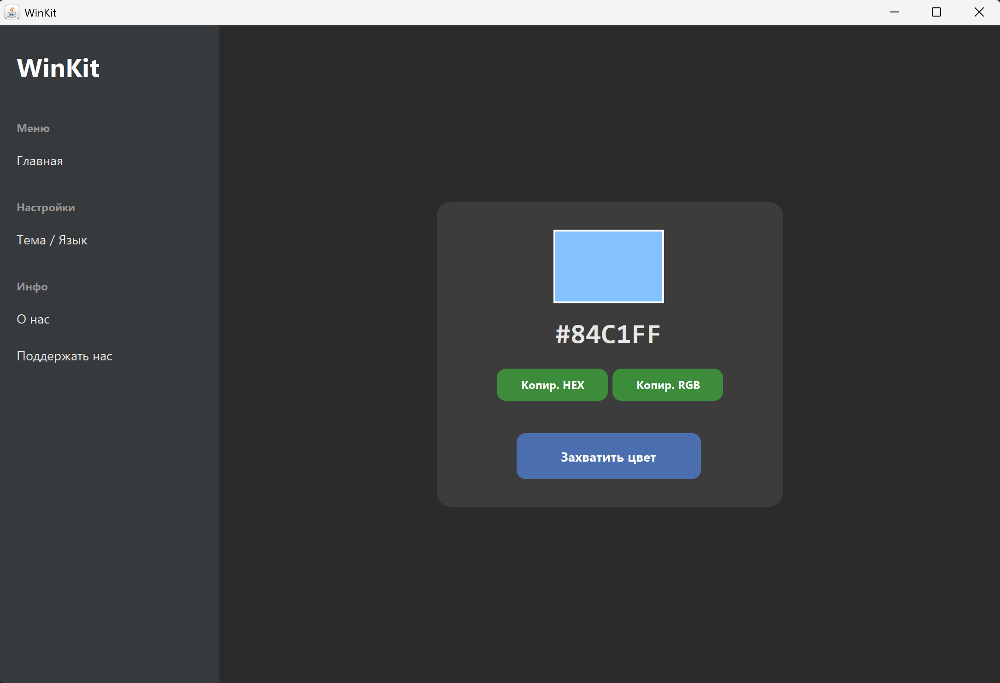 WinKit
WinKit
Меню
Главная
Настройки
Тема / Язык
Инфо
О нас
Поддержать нас
#84C1FF
Копир. HEX
Копир. RGB
Захватить цвет